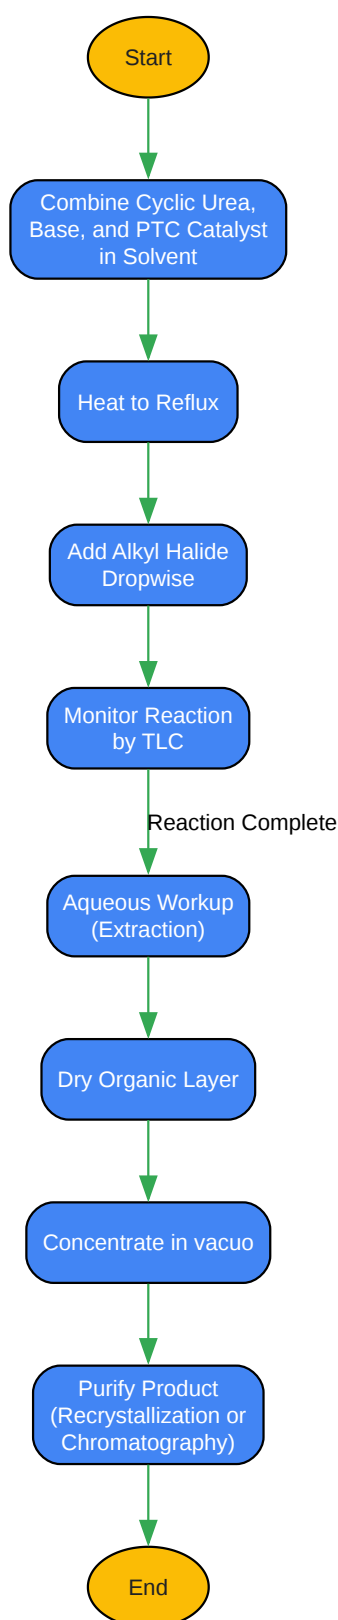 Start
Combine Cyclic Urea,
Base, and PTC Catalyst
in Solvent
Heat to Reflux
Add Alkyl Halide
Dropwise
Monitor Reaction
by TLC
Reaction Complete
Aqueous Workup
(Extraction)
Dry Organic Layer
Concentrate in vacuo
Purify Product
(Recrystallization or
Chromatography)
End